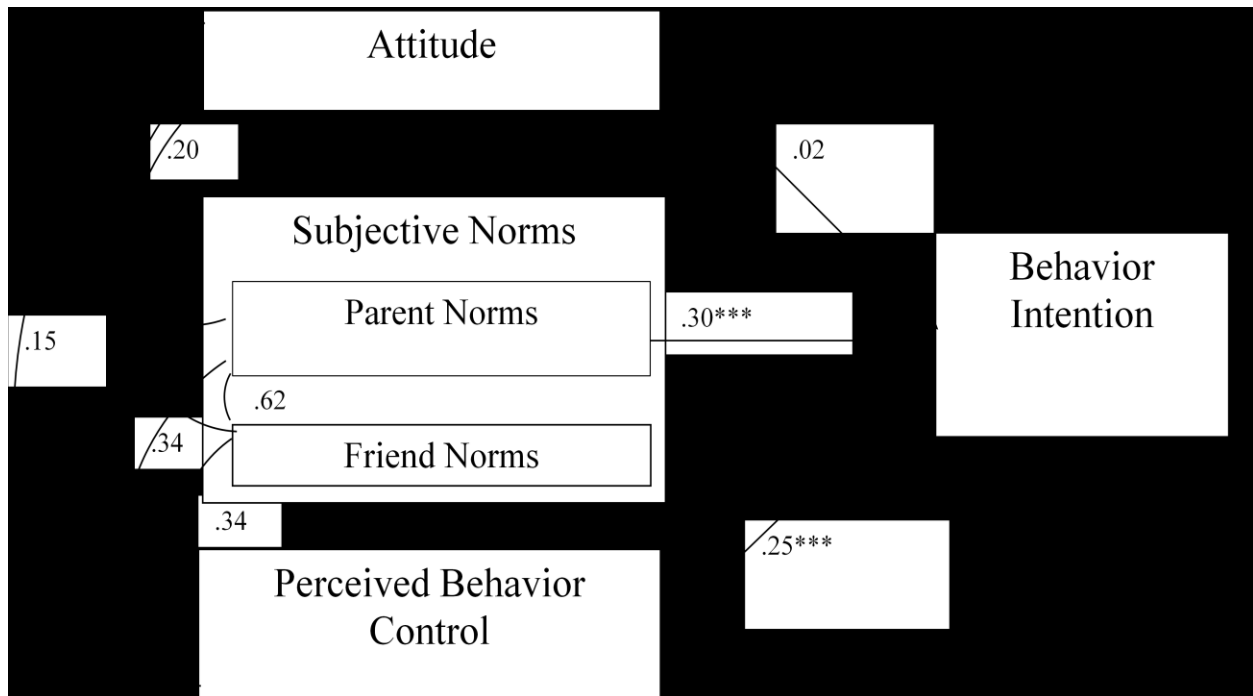 Attitude
.20
.02
Subjective Norms
Behavior
Intention
Parent Norms
.30***
.15
.62
.34
Friend Norms
.34
.25***
Perceived Behavior
Control